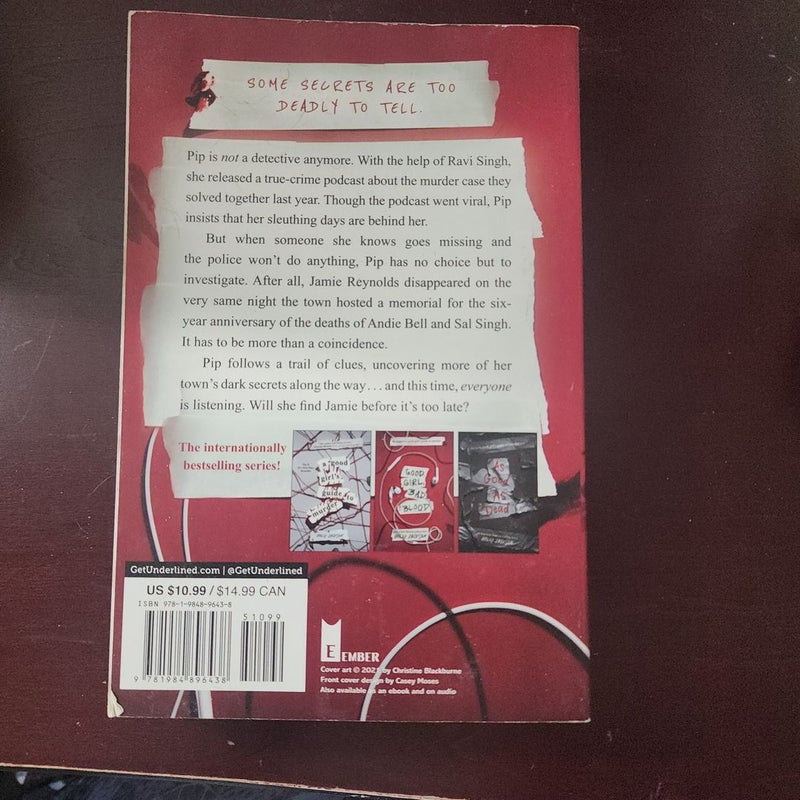 SOME SECRETS ARE TOO
DEADLY TO TELL.
Pip is not a detective anymore. With the help of Ravi Singh,
she released a true-crime podcast about the murder case they
solved together last year. Though the podcast went viral, Pip
insists that her sleuthing days are behind her.
But when someone she knows goes missing and
the police won't do anything, Pip has no choice but to
investigate. After all, Jamie Reynolds disappeared on the
very same night the town hosted a memorial for the six-
year anniversary of the deaths of Andie Bell and Sal Singh.
It has to be more than a coincidence.
Pip follows a trail of clues, uncovering more of her
town's dark secrets along the way... and this time, everyone
is listening. Will she find Jamie before it's too late?
The internationally
bestselling series!
a good
girl's
guide to
murder
GOOD
GIRL,
BAD
BLOOD
As
Good
As
Dead
GetUnderlined.com | @GetUnderlined
US $10.99 / $14.99 CAN
ISBN 978-1-9848-9643-8
51099
9 781984 896438
E EMBER
Cover art © 2021 by Christine Blackburne
Front cover design by Casey Moses
Also available as an ebook and on audio